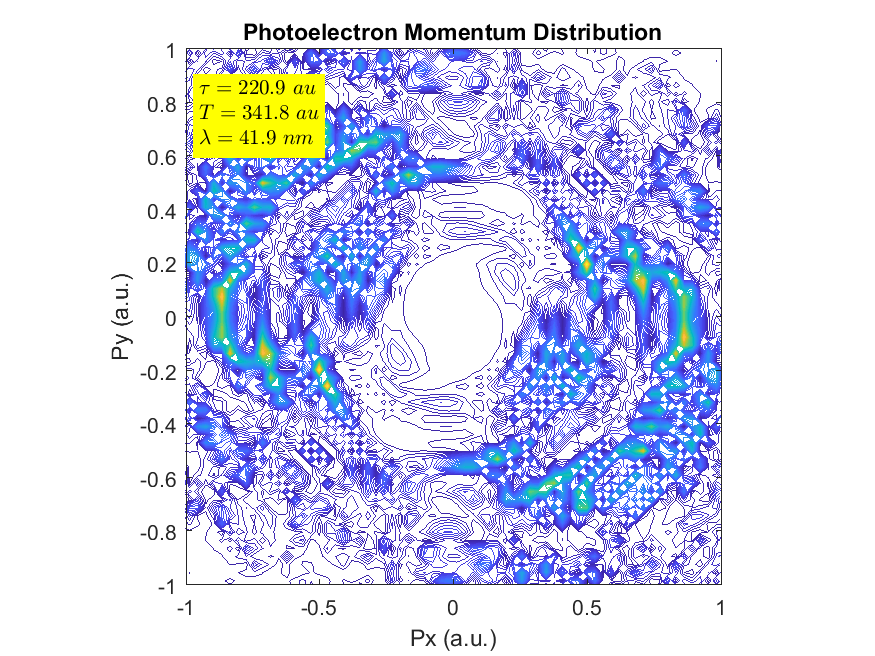 Photoelectron Momentum Distribution
τ = 220.9 au
T = 341.8 au
λ = 41.9 nm
1
0.8
0.6
0.4
0.2
0
-0.2
-0.4
-0.6
-0.8
-1
Py (a.u.)
-1 -0.5 0 0.5 1
Px (a.u.)